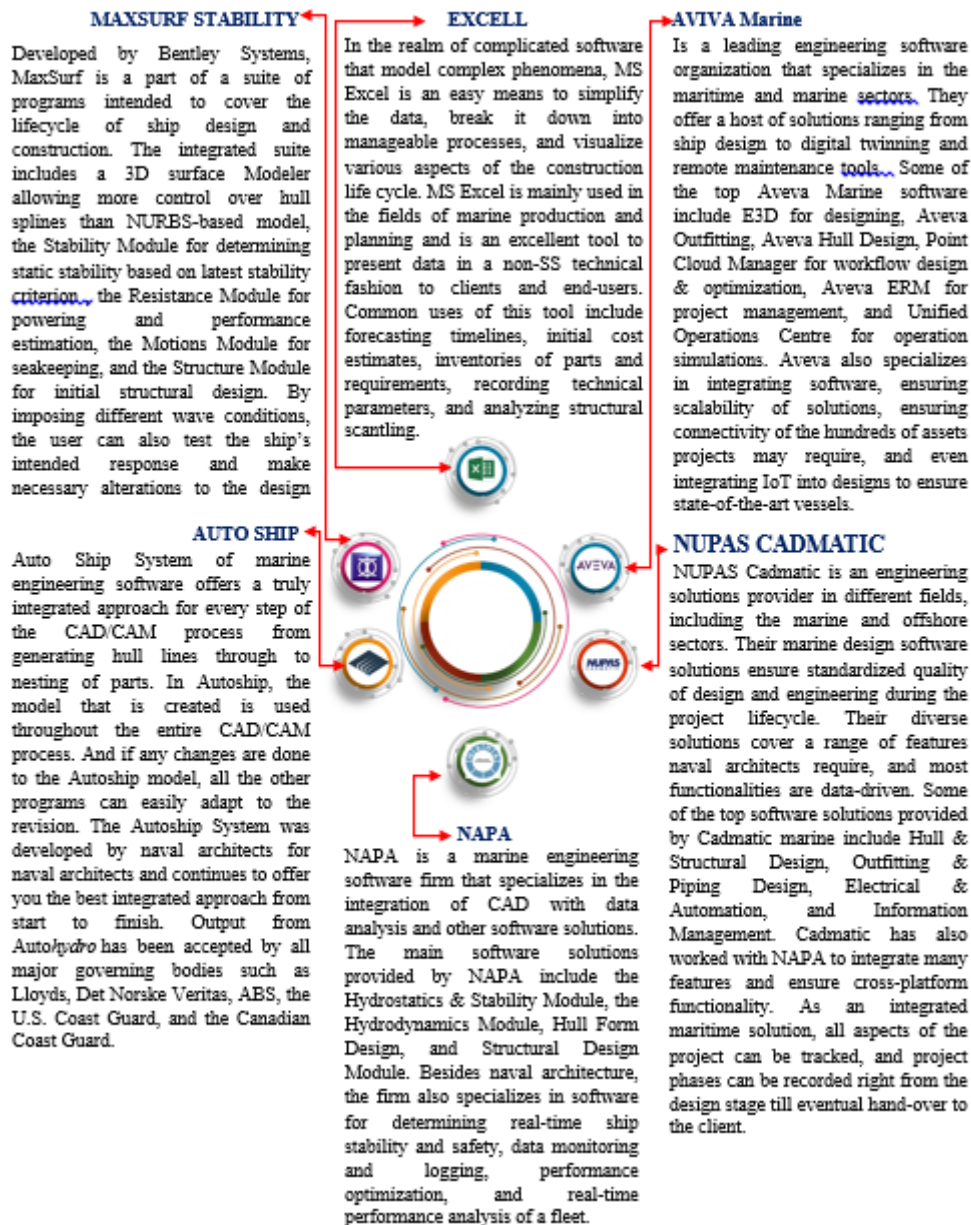 MAXSURF STABILITY
Developed by Bentley Systems,
MaxSurf is a part of a suite of
programs intended to cover the
lifecycle of ship design and
construction. The integrated suite
includes a 3D surface Modeler
allowing more control over hull
splines than NURBS-based model,
the Stability Module for determining
static stability based on latest stability
criterion., the Resistance Module for
powering and performance
estimation, the Motions Module for
seakeeping, and the Structure Module
for initial structural design. By
imposing different wave conditions,
the user can also test the ship's
intended response and make
necessary alterations to the design
EXCELL
In the realm of complicated software
that model complex phenomena, MS
Excel is an easy means to simplify
the data, break it down into
manageable processes, and visualize
various aspects of the construction
life cycle. MS Excel is mainly used in
the fields of marine production and
planning and is an excellent tool to
present data in a non-SS technical
fashion to clients and end-users.
Common uses of this tool include
forecasting timelines, initial cost
estimates, inventories of parts and
requirements, recording technical
parameters, and analyzing structural
scantling.
AVIVA Marine
Is a leading engineering software
organization that specializes in the
maritime and marine sectors. They
offer a host of solutions ranging from
ship design to digital twinning and
remote maintenance tools.. Some of
the top Aveva Marine software
include E3D for designing, Aveva
Outfitting, Aveva Hull Design, Point
Cloud Manager for workflow design
& optimization, Aveva ERM for
project management, and Unified
Operations Centre for operation
simulations. Aveva also specializes
in integrating software, ensuring
scalability of solutions, ensuring
connectivity of the hundreds of assets
projects may require, and even
integrating IoT into designs to ensure
state-of-the-art vessels.
AVEVA
NUPAS
AUTO SHIP
Auto Ship System of marine
engineering software offers a truly
integrated approach for every step of
the CAD/CAM process from
generating hull lines through to
nesting of parts. In Autoship, the
model that is created is used
throughout the entire CAD/CAM
process. And if any changes are done
to the Autoship model, all the other
programs can easily adapt to the
revision. The Autoship System was
developed by naval architects for
naval architects and continues to offer
you the best integrated approach from
start to finish. Output from
Autohydro has been accepted by all
major governing bodies such as
Lloyds, Det Norske Veritas, ABS, the
U.S. Coast Guard, and the Canadian
Coast Guard.
NAPA
NAPA is a marine engineering
software firm that specializes in the
integration of CAD with data
analysis and other software solutions.
The main software solutions
provided by NAPA include the
Hydrostatics & Stability Module, the
Hydrodynamics Module, Hull Form
Design, and Structural Design
Module. Besides naval architecture,
the firm also specializes in software
for determining real-time ship
stability and safety, data monitoring
and logging, performance
optimization, and real-time
performance analysis of a fleet.
NUPAS CADMATIC
NUPAS Cadmatic is an engineering
solutions provider in different fields,
including the marine and offshore
sectors. Their marine design software
solutions ensure standardized quality
of design and engineering during the
project lifecycle. Their diverse
solutions cover a range of features
naval architects require, and most
functionalities are data-driven. Some
of the top software solutions provided
by Cadmatic marine include Hull &
Structural Design, Outfitting &
Piping Design, Electrical &
Automation, and Information
Management. Cadmatic has also
worked with NAPA to integrate many
features and ensure cross-platform
functionality. As an integrated
maritime solution, all aspects of the
project can be tracked, and project
phases can be recorded right from the
design stage till eventual hand-over to
the client.